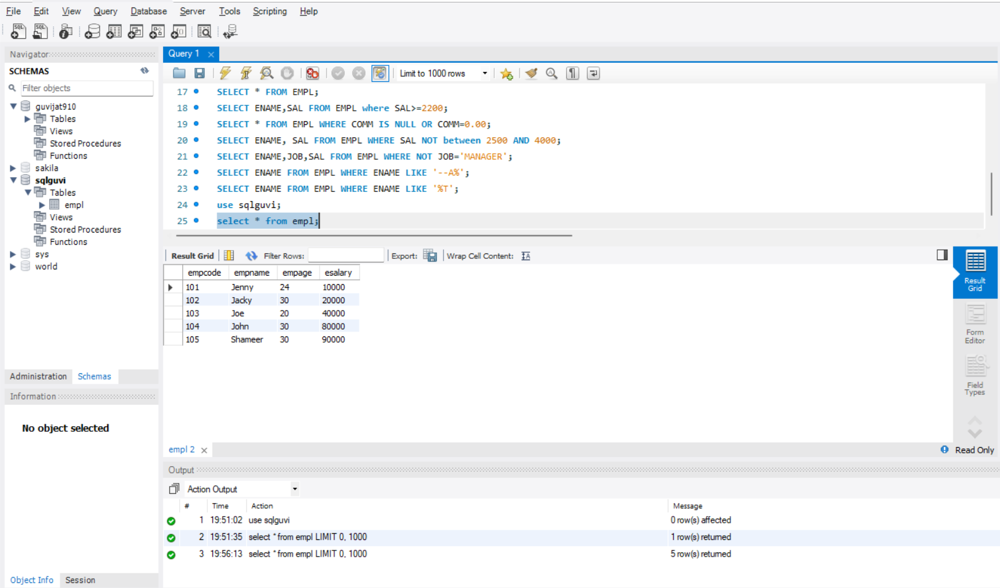 File Edit View Query Database Server Tools Scripting Help
Navigator
SCHEMAS
Filter objects
guvijat910
Tables
Views
Stored Procedures
Functions
sakila
sqlguvi
Tables
empl
Views
Stored Procedures
Functions
sys
world
Administration Schemas
Information
No object selected
Object Info Session
Query 1
Limit to 1000 rows
17 SELECT * FROM EMPL;
18 SELECT ENAME,SAL FROM EMPL where SAL>=2200;
19 SELECT * FROM EMPL WHERE COMM IS NULL OR COMM=0.00;
20 SELECT ENAME, SAL FROM EMPL WHERE SAL NOT between 2500 AND 4000;
21 SELECT ENAME,JOB,SAL FROM EMPL WHERE NOT JOB='MANAGER';
22 SELECT ENAME FROM EMPL WHERE ENAME LIKE '--A%';
23 SELECT ENAME FROM EMPL WHERE ENAME LIKE '%T';
24 use sqlguvi;
25 select * from empl;
Result Grid Filter Rows: Export: Wrap Cell Content:
empcode empname empage esalary
101 Jenny 24 10000
102 Jacky 30 20000
103 Joe 20 40000
104 John 30 80000
105 Shameer 30 90000
Result
Grid
Form
Editor
Field
Types
empl 2
Read Only
Output
Action Output
# Time Action Message
1 19:51:02 use sqlguvi 0 row(s) affected
2 19:51:35 select * from empl LIMIT 0, 1000 1 row(s) returned
3 19:56:13 select * from empl LIMIT 0, 1000 5 row(s) returned